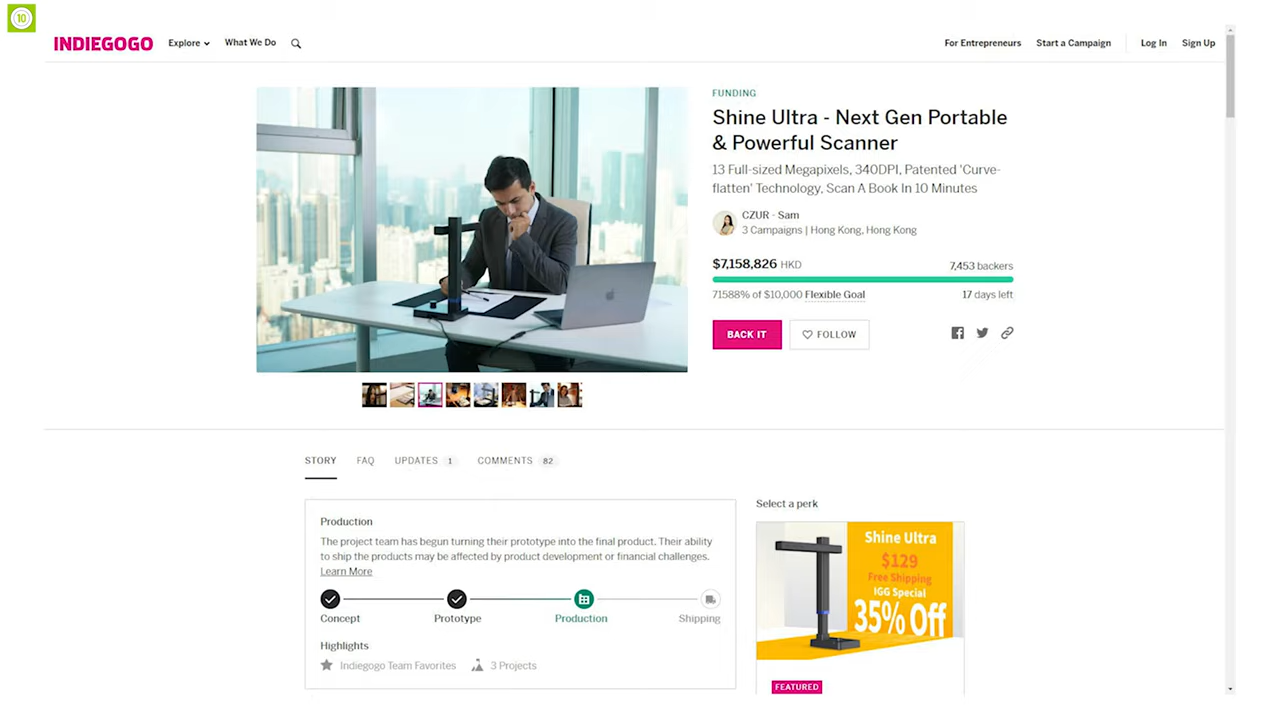 10
INDIEGOGO
Explore
What We Do
For Entrepreneurs
Start a Campaign
Log In
Sign Up
FUNDING
Shine Ultra - Next Gen Portable
& Powerful Scanner
13 Full-sized Megapixels, 340DPI, Patented 'Curve-
flatten' Technology, Scan A Book In 10 Minutes
CZUR - Sam
3 Campaigns | Hong Kong, Hong Kong
$7,158,826 HKD
7,453 backers
71588% of $10,000 Flexible Goal
17 days left
BACK IT
FOLLOW
STORY
FAQ
UPDATES 1
COMMENTS 82
Production
The project team has begun turning their prototype into the final product. Their ability
to ship the products may be affected by product development or financial challenges.
Learn More
Concept
Prototype
Production
Shipping
Highlights
Indiegogo Team Favorites
3 Projects
Select a perk
Shine Ultra
$129
Free Shipping
IGG Special
35% Off
FEATURED